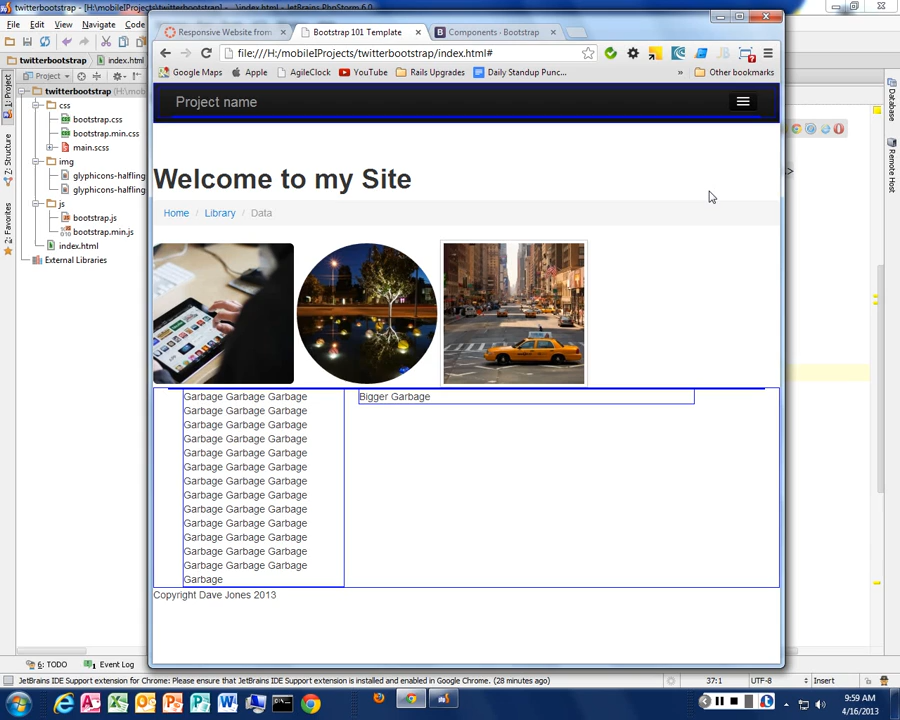 twitterbootstrap - [H:\mobileIProjects\twitterbootstrap] - ...\index.html - JetBrains PhpStorm 6.0
File Edit View Navigate Code
twitterbootstrap index.html
Project
twitterbootstrap (H:\mo
css
bootstrap.css
bootstrap.min.css
main.scss
img
glyphicons-halfling
glyphicons-halfling
js
bootstrap.js
bootstrap.min.js
index.html
External Libraries
1: Project
7: Structure
2: Favorites
Database
Remote Host
Responsive Website from
Bootstrap 101 Template
Components · Bootstrap
file:///H:/mobileIProjects/twitterbootstrap/index.html#
Google Maps Apple AgileClock YouTube Rails Upgrades Daily Standup Punc... » Other bookmarks
Project name
Welcome to my Site
Home / Library / Data
Garbage Garbage Garbage
Garbage Garbage Garbage
Garbage Garbage Garbage
Garbage Garbage Garbage
Garbage Garbage Garbage
Garbage Garbage Garbage
Garbage Garbage Garbage
Garbage Garbage Garbage
Garbage Garbage Garbage
Garbage Garbage Garbage
Garbage Garbage Garbage
Garbage Garbage Garbage
Garbage Garbage Garbage
Garbage
Bigger Garbage
Copyright Dave Jones 2013
6: TODO 1 Event Log
JetBrains IDE Support extension for Chrome: Please ensure that JetBrains IDE Support extension is installed and enabled in Google Chrome. (28 minutes ago)
37:1 UTF-8 Insert
9:59 AM
4/16/2013